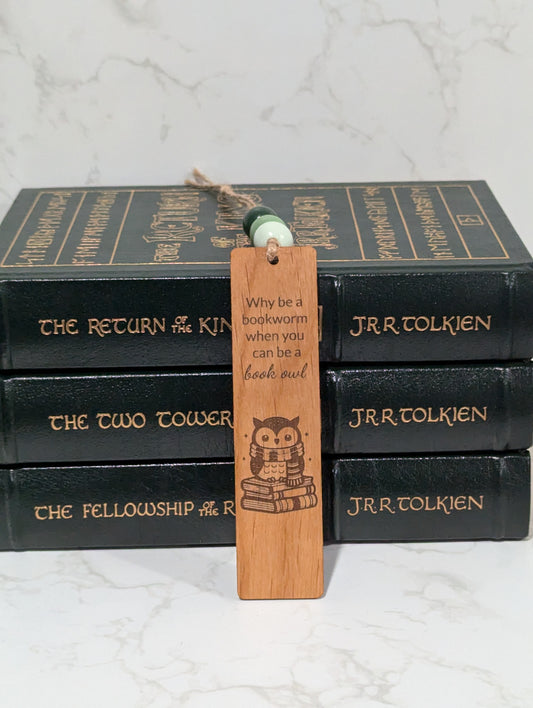 THE RETURN OF THE KIN
J.R.R. TOLKIEN
Why be a
bookworm
when you
can be a
book owl
THE TWO TOWER
J.R.R. TOLKIEN
THE FELLOWSHIP OF THE R
J.R.R. TOLKIEN